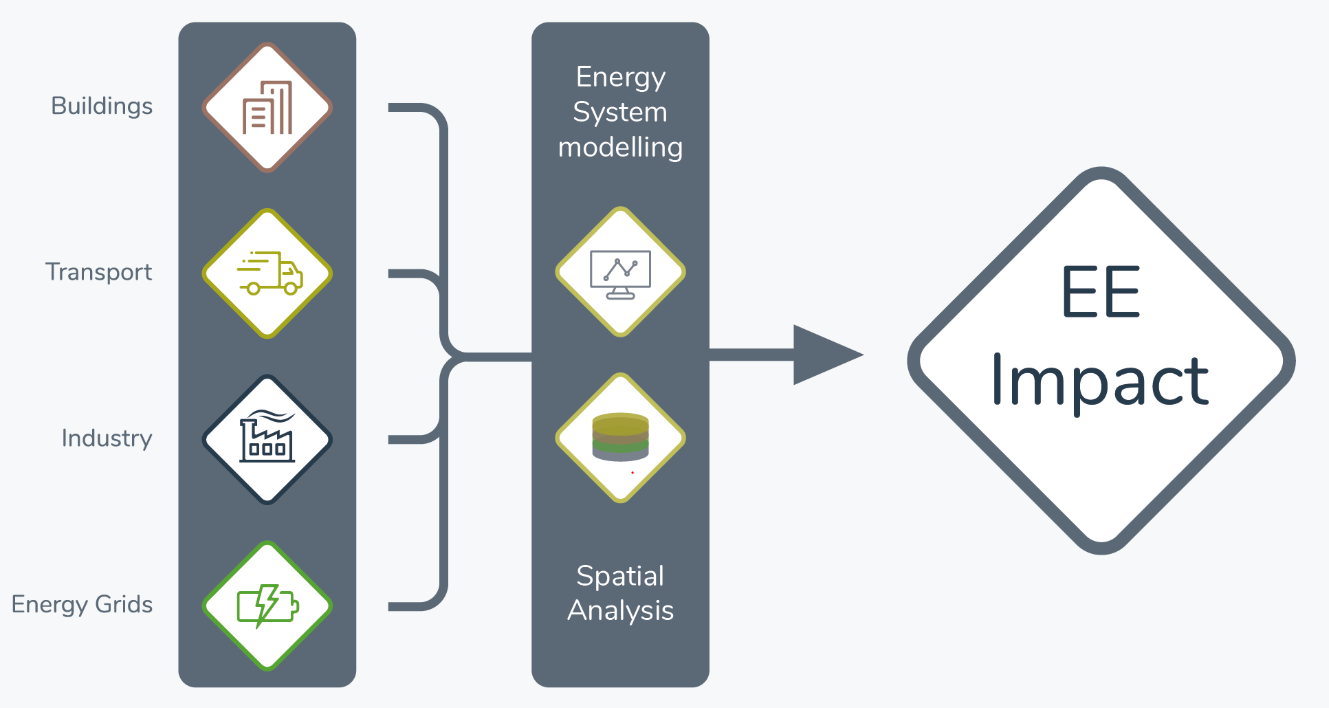 Buildings
Transport
Industry
Energy Grids
Energy
System
modelling
Spatial
Analysis
EE
Impact